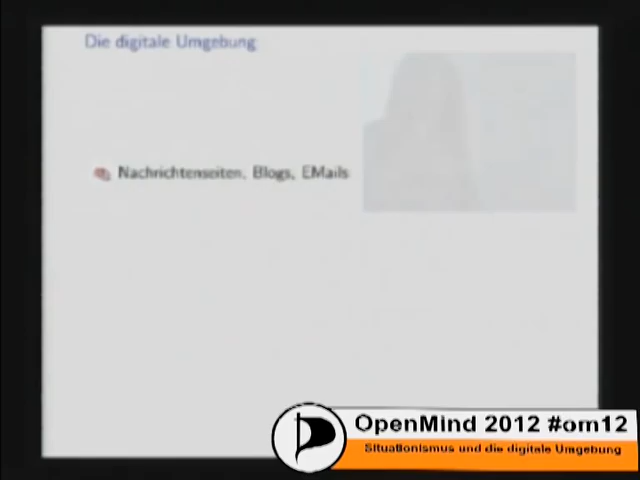 Die digitale Umgebung
Nachrichtenseiten, Blogs, EMails
OpenMind 2012 #om12
Situationismus und die digitale Umgebung